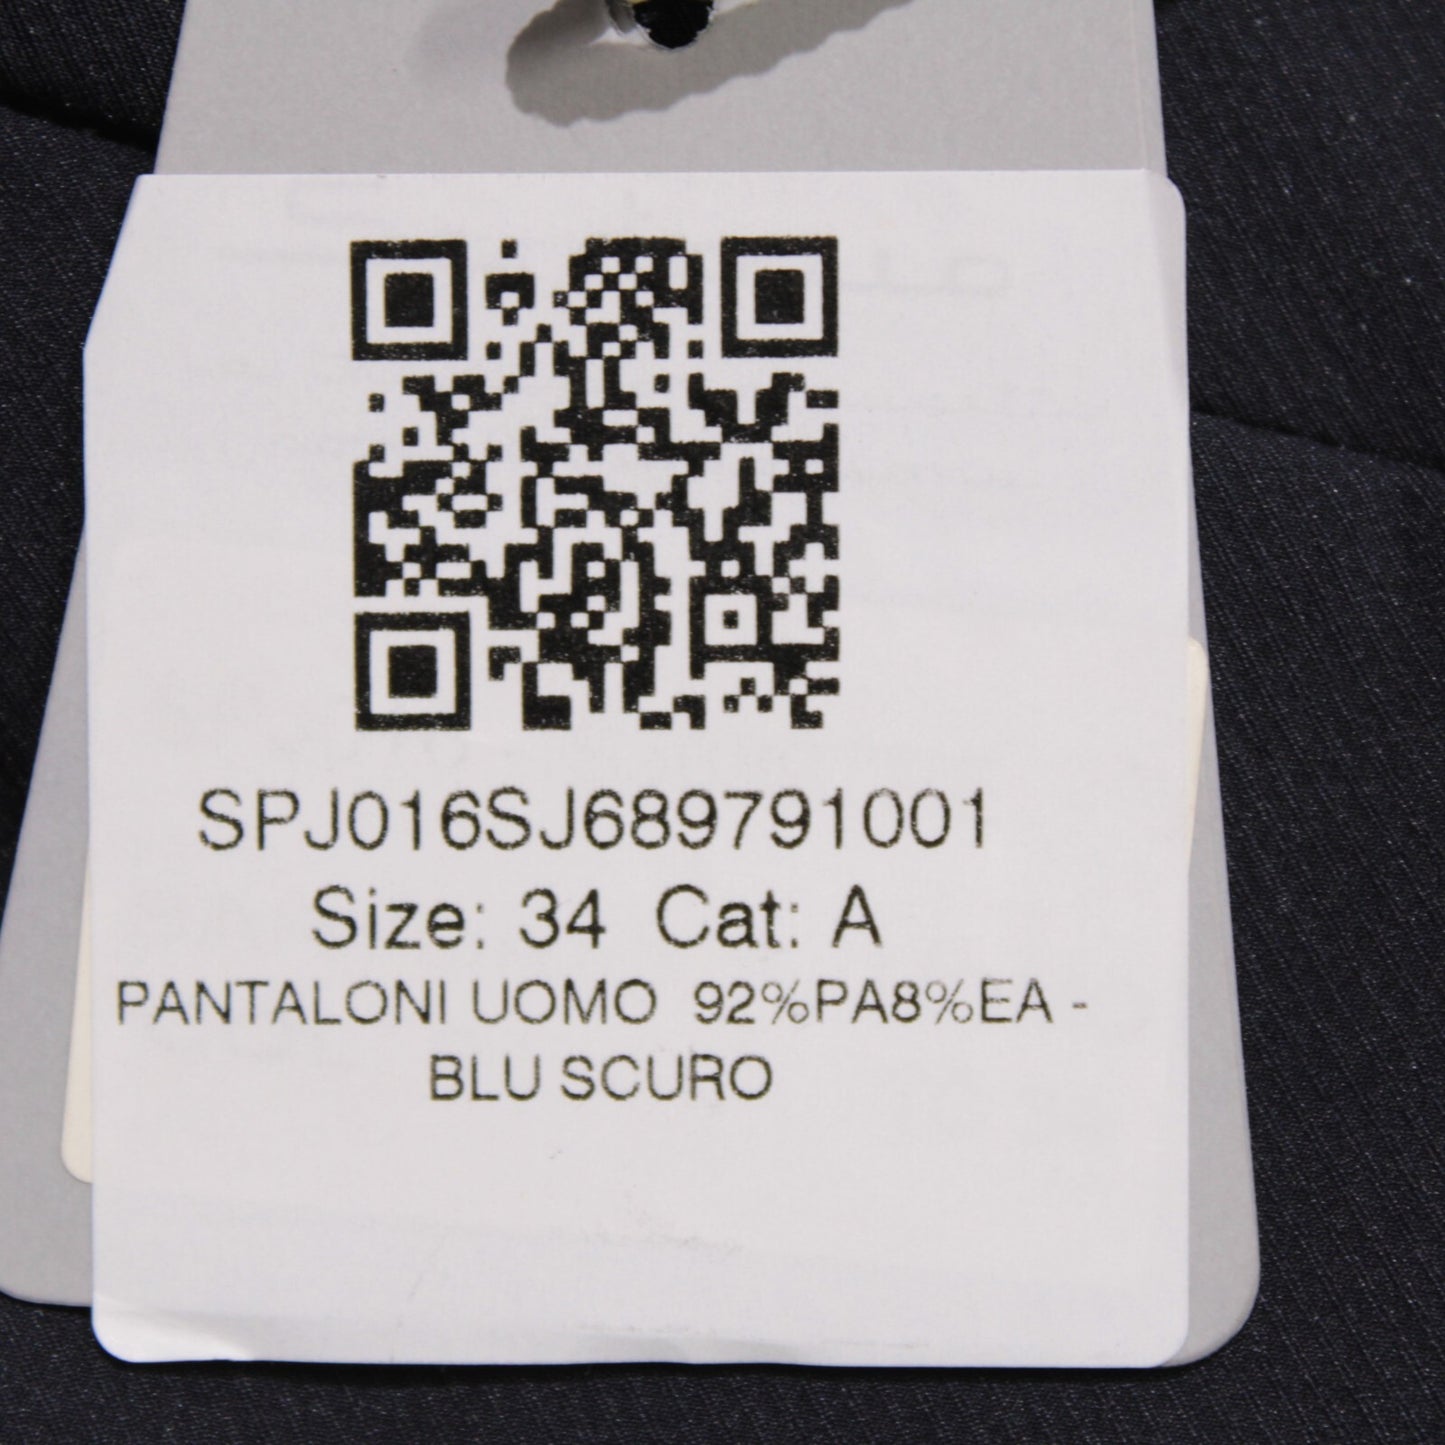 SPJ016SJ689791001
Size: 34 Cat: A
PANTALONI UOMO 92%PA8%EA -
BLU SCURO